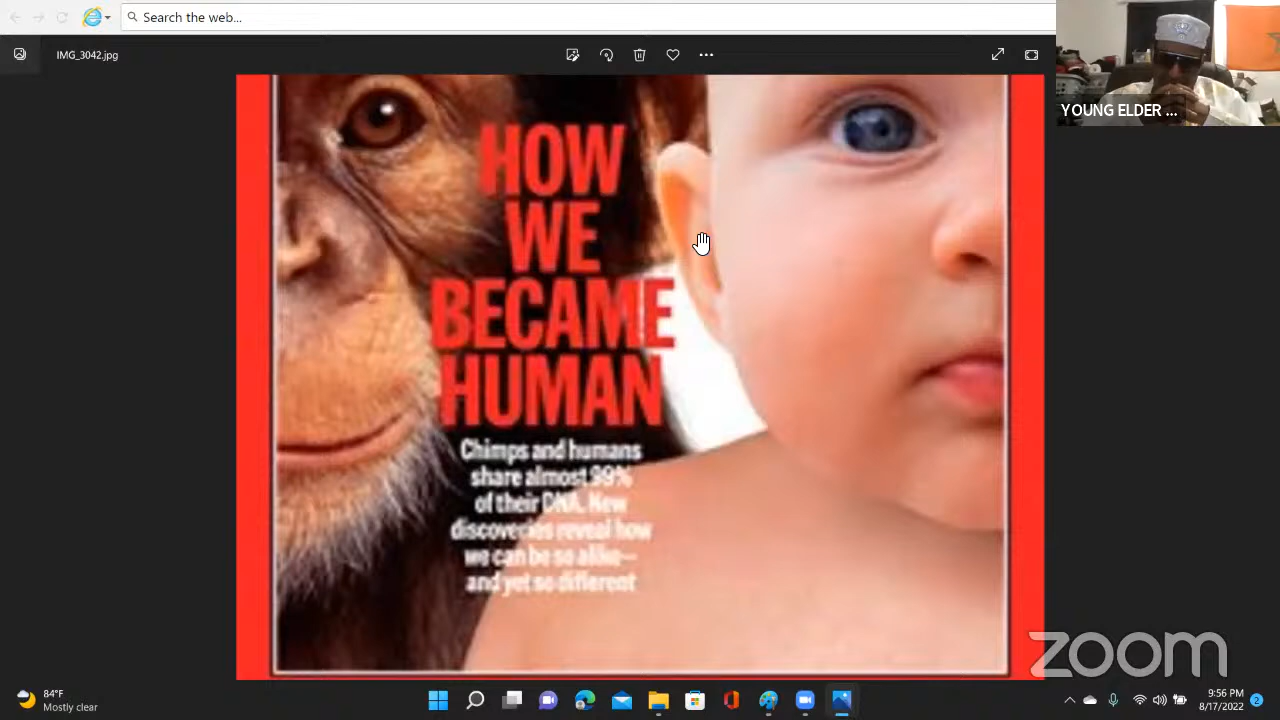 Search the web...
IMG_3042.jpg
YOUNG ELDER ...
HOW
WE
BECAME
HUMAN
Chimps and humans
share almost 99%
of their DNA. New
discoveries reveal how
we can be so alike—
and yet so different
zoom
84°F
Mostly clear
9:56 PM
8/17/2022
2